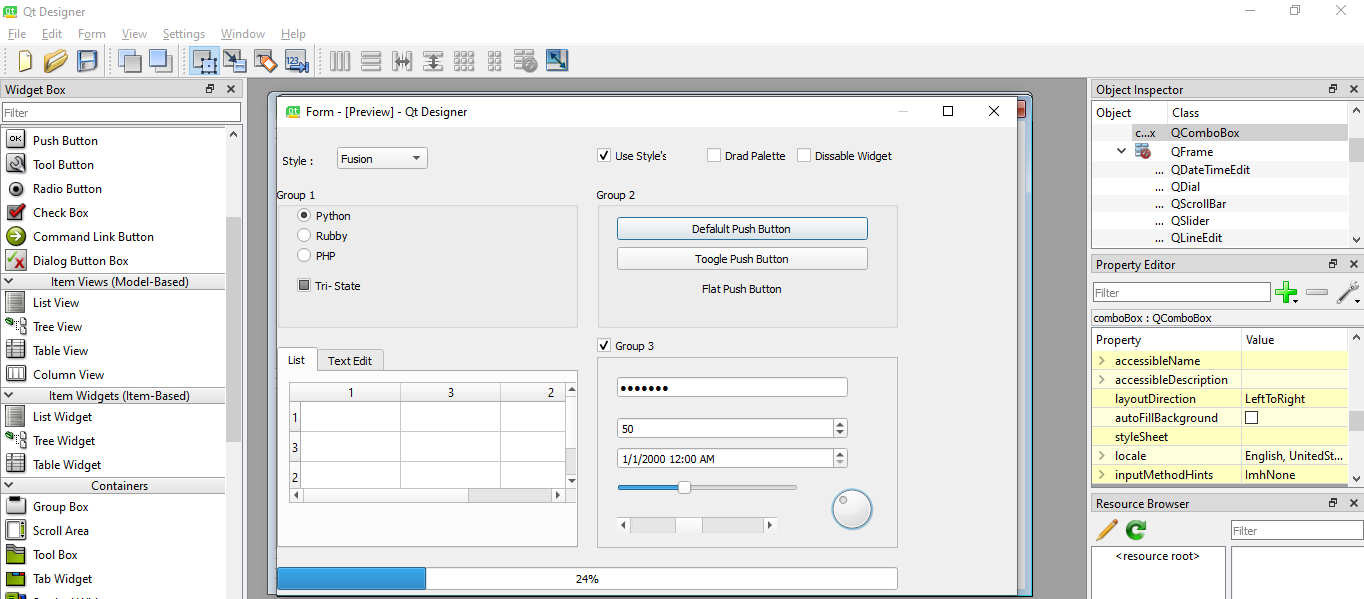 Qt Designer
File Edit Form View Settings Window Help
Widget Box
Filter
Push Button
Tool Button
Radio Button
Check Box
Command Link Button
Dialog Button Box
Item Views (Model-Based)
List View
Tree View
Table View
Column View
Item Widgets (Item-Based)
List Widget
Tree Widget
Table Widget
Containers
Group Box
Scroll Area
Tool Box
Tab Widget
Form - [Preview] - Qt Designer
Style :
Fusion
Use Style's
Drad Palette
Dissable Widget
Group 1
Python
Rubby
PHP
Tri- State
Group 2
Defalult Push Button
Toogle Push Button
Flat Push Button
List
Text Edit
1 3 2
1
3
2
Group 3
•••••••
50
1/1/2000 12:00 AM
24%
Object Inspector
Object Class
c...x QComboBox
QFrame
... QDateTimeEdit
... QDial
... QScrollBar
... QSlider
... QLineEdit
Property Editor
Filter
comboBox : QComboBox
Property Value
accessibleName
accessibleDescription
layoutDirection LeftToRight
autoFillBackground
styleSheet
locale English, UnitedSt...
inputMethodHints ImhNone
Resource Browser
Filter
<resource root>